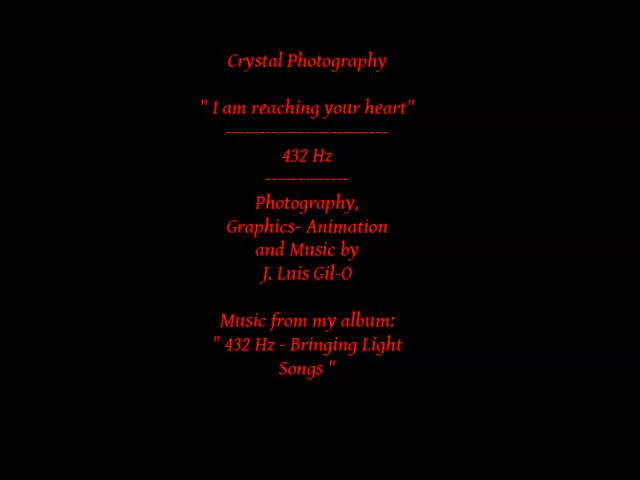 Crystal Photography
" I am reaching your heart"
-------------------------
432 Hz
-------------
Photography,
Graphics- Animation
and Music by
J. Luis Gil-O
Music from my album:
" 432 Hz - Bringing Light
Songs "